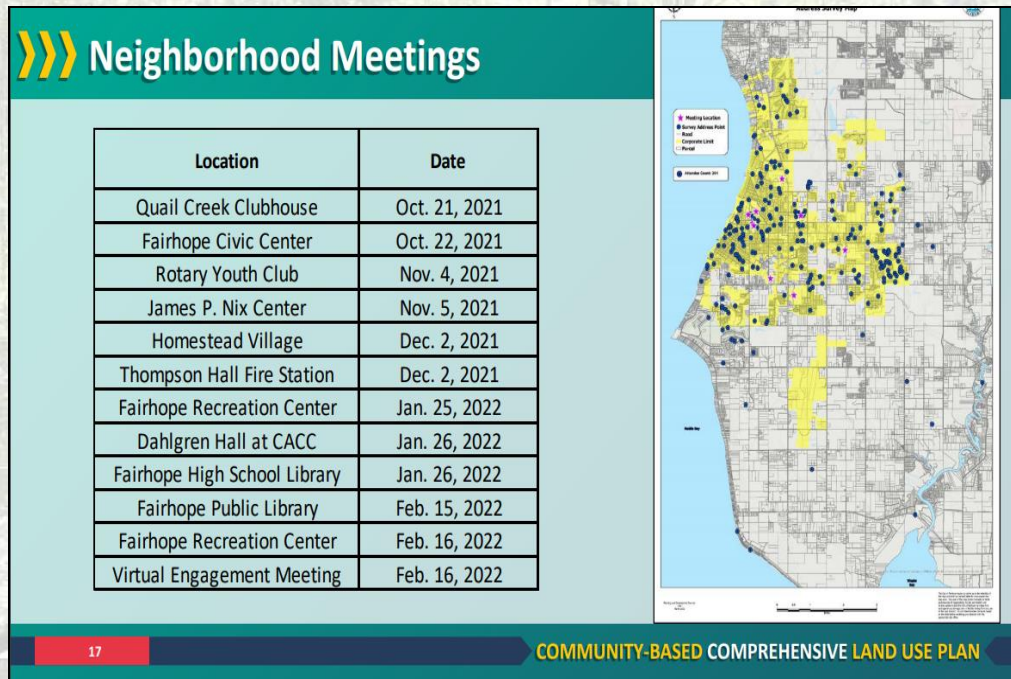 Neighborhood Meetings
Location Date
Quail Creek Clubhouse Oct. 21, 2021
Fairhope Civic Center Oct. 22, 2021
Rotary Youth Club Nov. 4, 2021
James P. Nix Center Nov. 5, 2021
Homestead Village Dec. 2, 2021
Thompson Hall Fire Station Dec. 2, 2021
Fairhope Recreation Center Jan. 25, 2022
Dahlgren Hall at CACC Jan. 26, 2022
Fairhope High School Library Jan. 26, 2022
Fairhope Public Library Feb. 15, 2022
Fairhope Recreation Center Feb. 16, 2022
Virtual Engagement Meeting Feb. 16, 2022
Address Survey Map
Meeting Location
Survey Address Point
Road
Corporate Limit
Parcel
17
COMMUNITY-BASED COMPREHENSIVE LAND USE PLAN